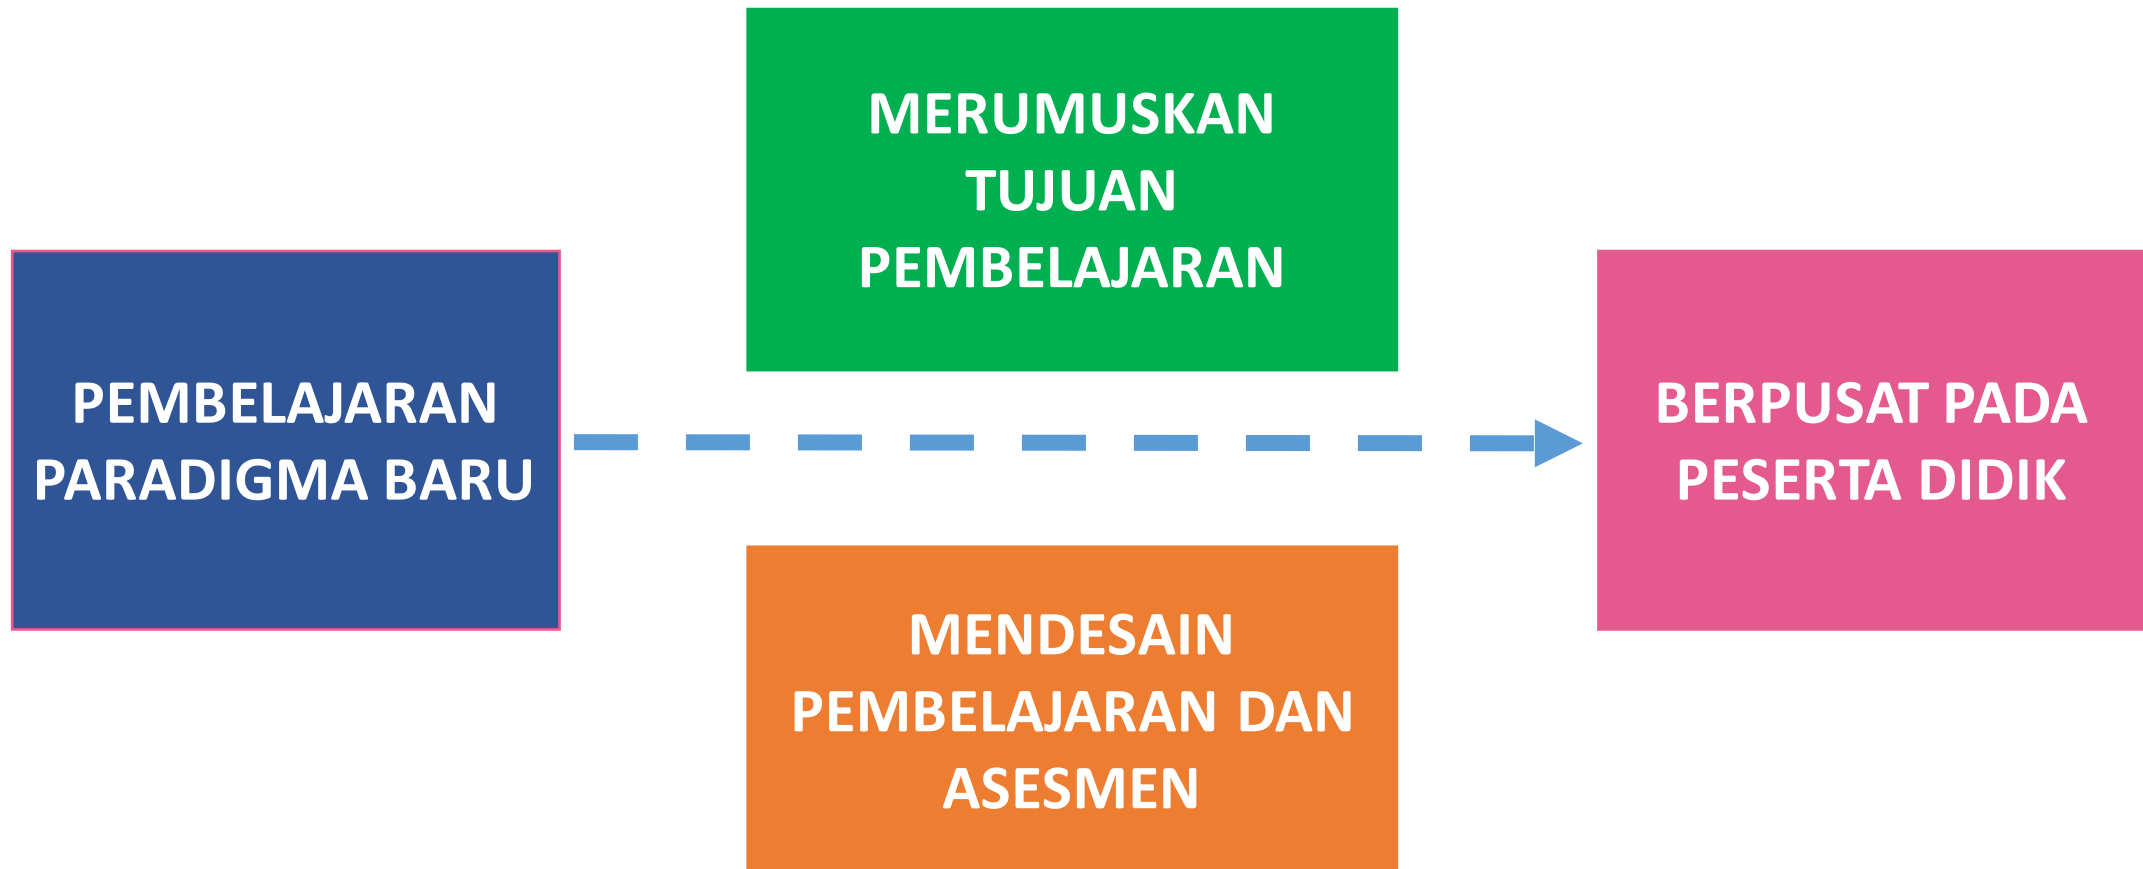 PEMBELAJARAN
PARADIGMA BARU
MERUMUSKAN
TUJUAN
PEMBELAJARAN
MENDESAIN
PEMBELAJARAN DAN
ASESMEN
BERPUSAT PADA
PESERTA DIDIK